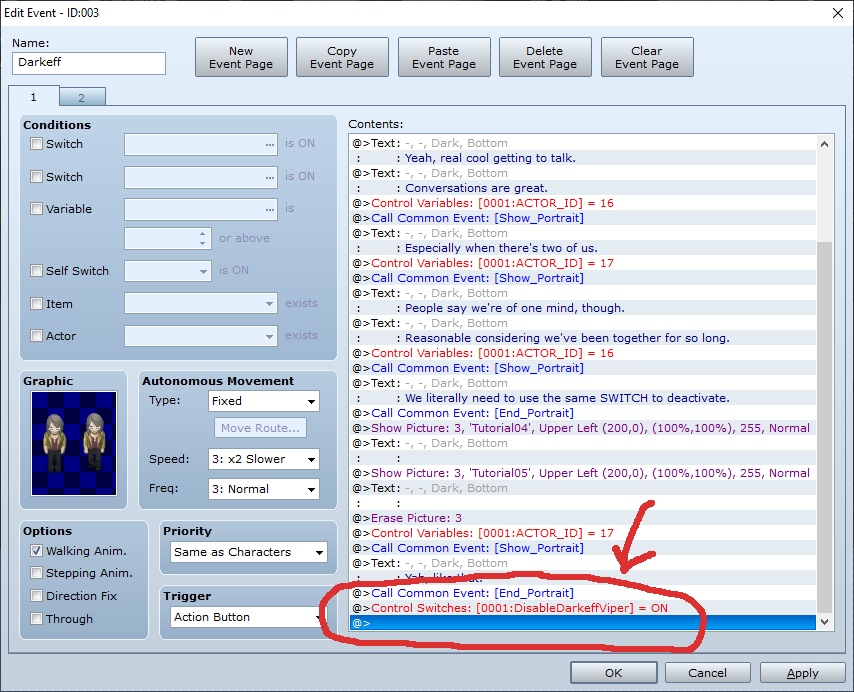 Edit Event - ID:003
Name:
Darkeff
New
Event Page
Copy
Event Page
Paste
Event Page
Delete
Event Page
Clear
Event Page
1
2
Conditions
Switch ... is ON
Switch ... is ON
Variable ... is
or above
Self Switch is ON
Item exists
Actor exists
Graphic
Autonomous Movement
Type: Fixed
Move Route...
Speed: 3: x2 Slower
Freq: 3: Normal
Options
Walking Anim.
Stepping Anim.
Direction Fix
Through
Priority
Same as Characters
Trigger
Action Button
Contents:
@>Text: -, -, Dark, Bottom
: : Yeah, real cool getting to talk.
@>Text: -, -, Dark, Bottom
: : Conversations are great.
@>Control Variables: [0001:ACTOR_ID] = 16
@>Call Common Event: [Show_Portrait]
@>Text: -, -, Dark, Bottom
: : Especially when there's two of us.
@>Control Variables: [0001:ACTOR_ID] = 17
@>Call Common Event: [Show_Portrait]
@>Text: -, -, Dark, Bottom
: : People say we're of one mind, though.
@>Text: -, -, Dark, Bottom
: : Reasonable considering we've been together for so long.
@>Control Variables: [0001:ACTOR_ID] = 16
@>Call Common Event: [Show_Portrait]
@>Text: -, -, Dark, Bottom
: : We literally need to use the same SWITCH to deactivate.
@>Call Common Event: [End_Portrait]
@>Show Picture: 3, 'Tutorial04', Upper Left (200,0), (100%,100%), 255, Normal
@>Text: -, -, Dark, Bottom
: :
@>Show Picture: 3, 'Tutorial05', Upper Left (200,0), (100%,100%), 255, Normal
@>Text: -, -, Dark, Bottom
: :
@>Erase Picture: 3
@>Control Variables: [0001:ACTOR_ID] = 17
@>Call Common Event: [Show_Portrait]
@>Text: -, -, Dark, Bottom
: : Yah, like that.
@>Call Common Event: [End_Portrait]
@>Control Switches: [0001:DisableDarkeffViper] = ON
@>
OK
Cancel
Apply